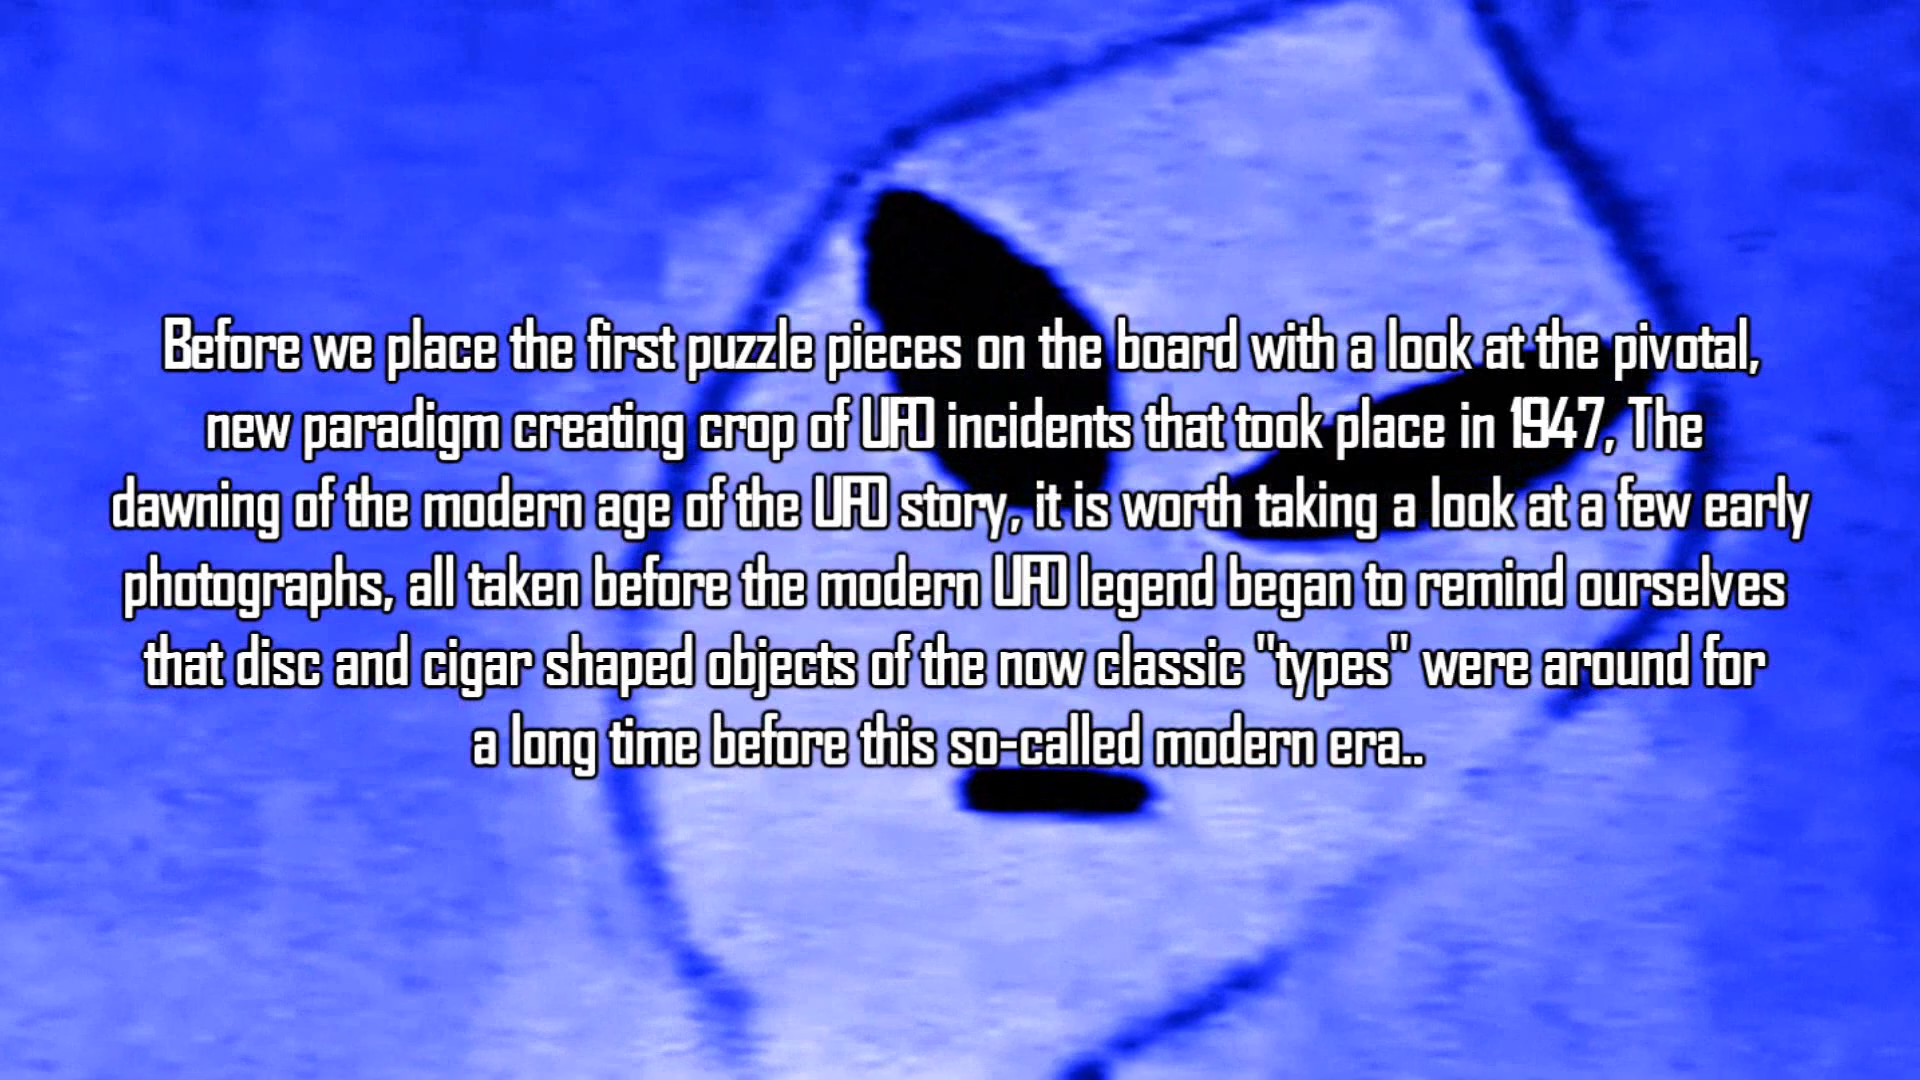 Before we place the first puzzle pieces on the board with a look at the pivotal,
new paradigm creating crop of UFO incidents that took place in 1947, The
dawning of the modern age of the UFO story, it is worth taking a look at a few early
photographs, all taken before the modern UFO legend began to remind ourselves
that disc and cigar shaped objects of the now classic "types" were around for
a long time before this so-called modern era..